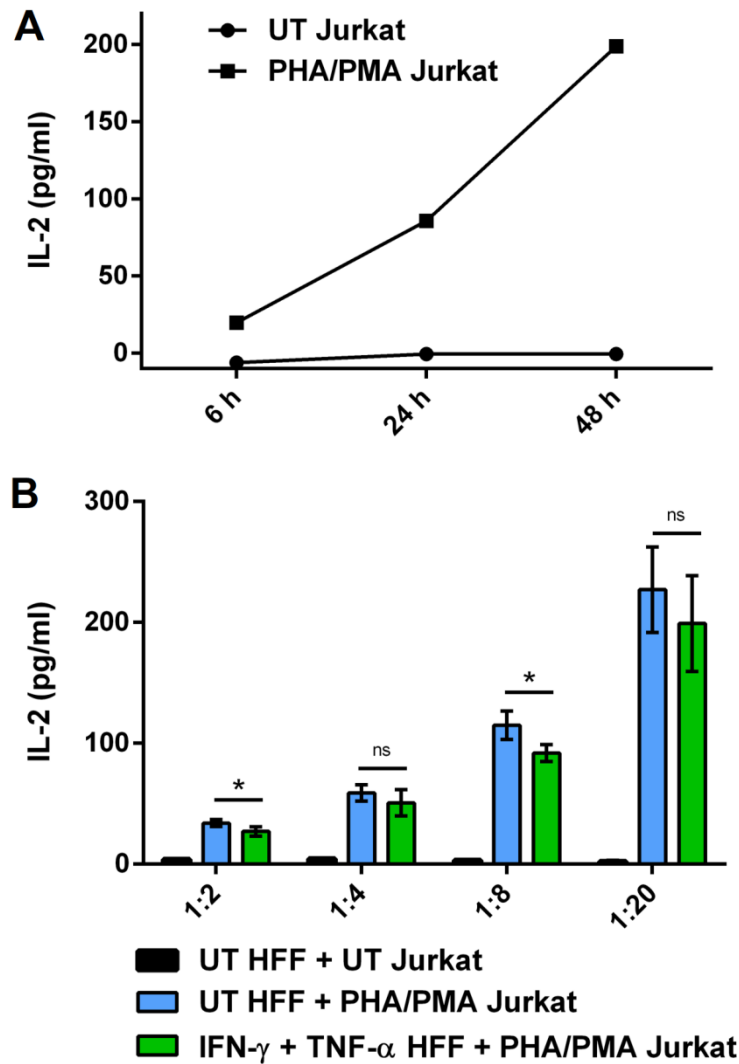 A
UT Jurkat
PHA/PMA Jurkat
IL-2 (pg/ml)
200
150
100
50
0
6 h
24 h
48 h
B
IL-2 (pg/ml)
300
200
100
0
*
ns
*
ns
1:2
1:4
1:8
1:20
UT HFF + UT Jurkat
UT HFF + PHA/PMA Jurkat
IFN-γ + TNF-α HFF + PHA/PMA Jurkat